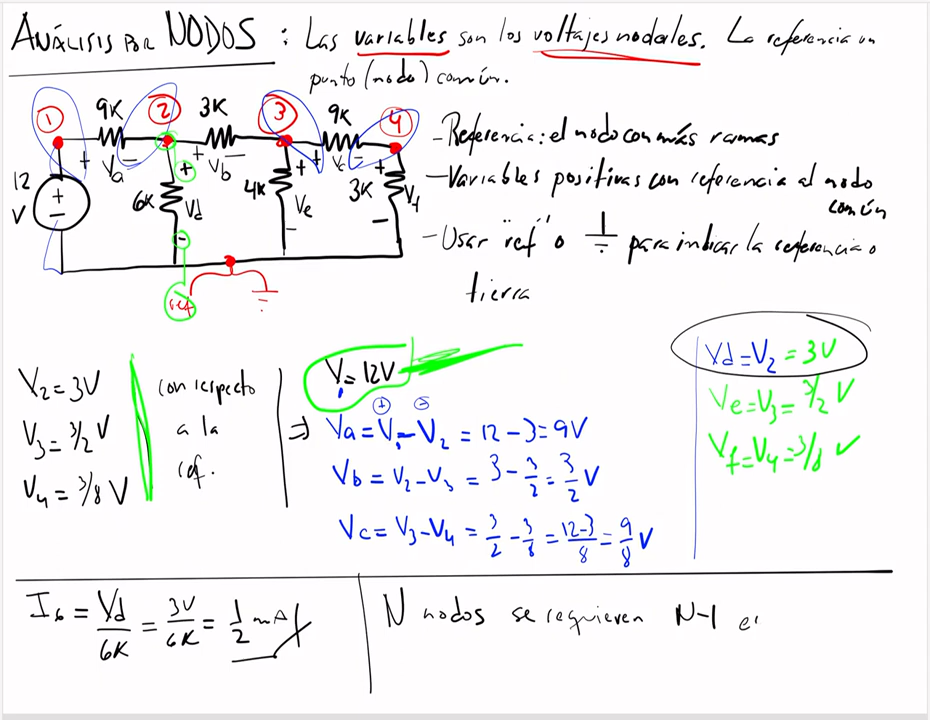 ANÁLISIS POR NODOS : Las variables son los voltajes nodales. La referencia un
punto (nodo) común.
1 9K 2 3K 3 9K 4
+ Va - + Vb - + Vc -
12 V + - 6K + Vd - 4K + Ve - 3K + Vf -
ref
- Referencia: el nodo con más ramas
- Variables positivas con referencia al nodo
común
- Usar "ref" o ⏚ para indicar la referencia o
tierra
V2 = 3V
V3 = 3/2 V
V4 = 3/8 V
con respecto
a la
ref.
V1 = 12V
⇒ Va = V1 - V2 = 12 - 3 = 9V
+ -
Vb = V2 - V3 = 3 - 3/2 = 3/2 V
Vc = V3 - V4 = 3/2 - 3/8 = 12-3/8 = 9/8 V
Vd = V2 = 3V
Ve = V3 = 3/2 V
Vf = V4 = 3/8 V
I6 = Vd/6K = 3V/6K = 1/2 mA
N nodos se requieren N-1 e